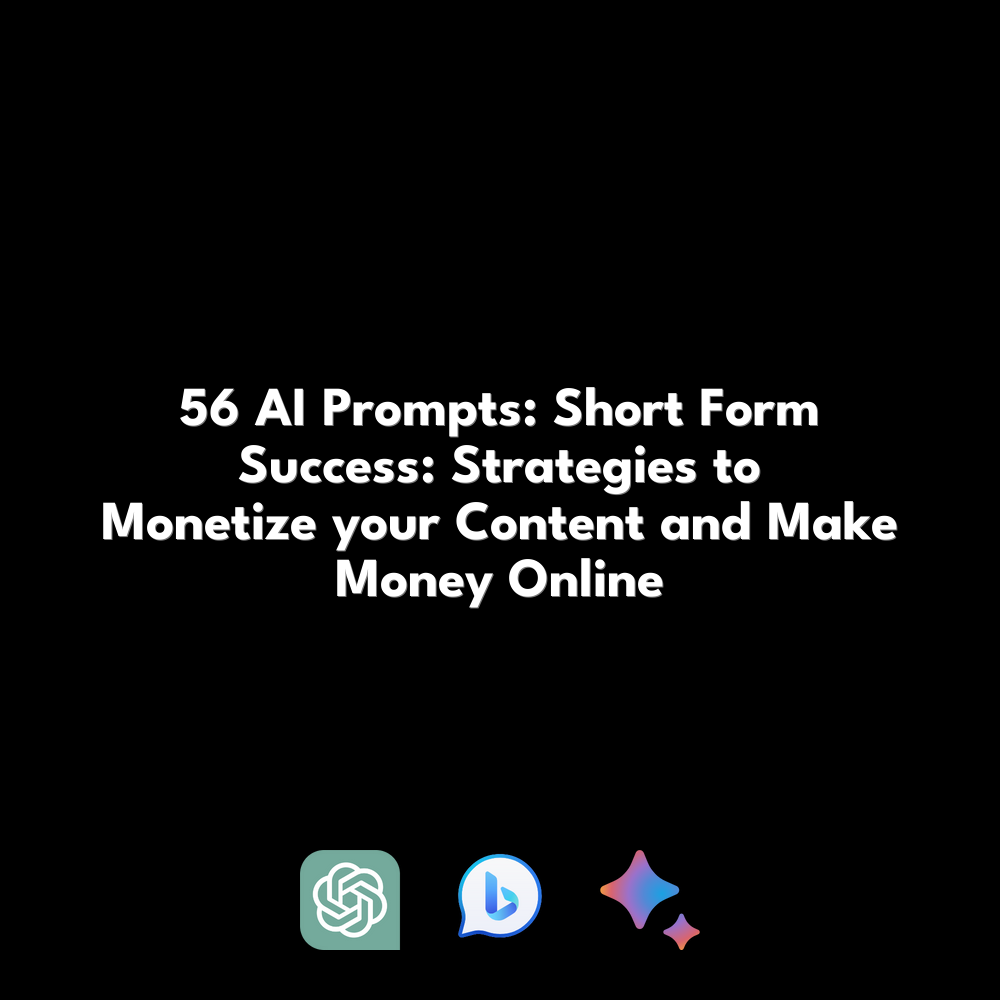 56 AI Prompts: Short Form
Success: Strategies to
Monetize your Content and Make
Money Online